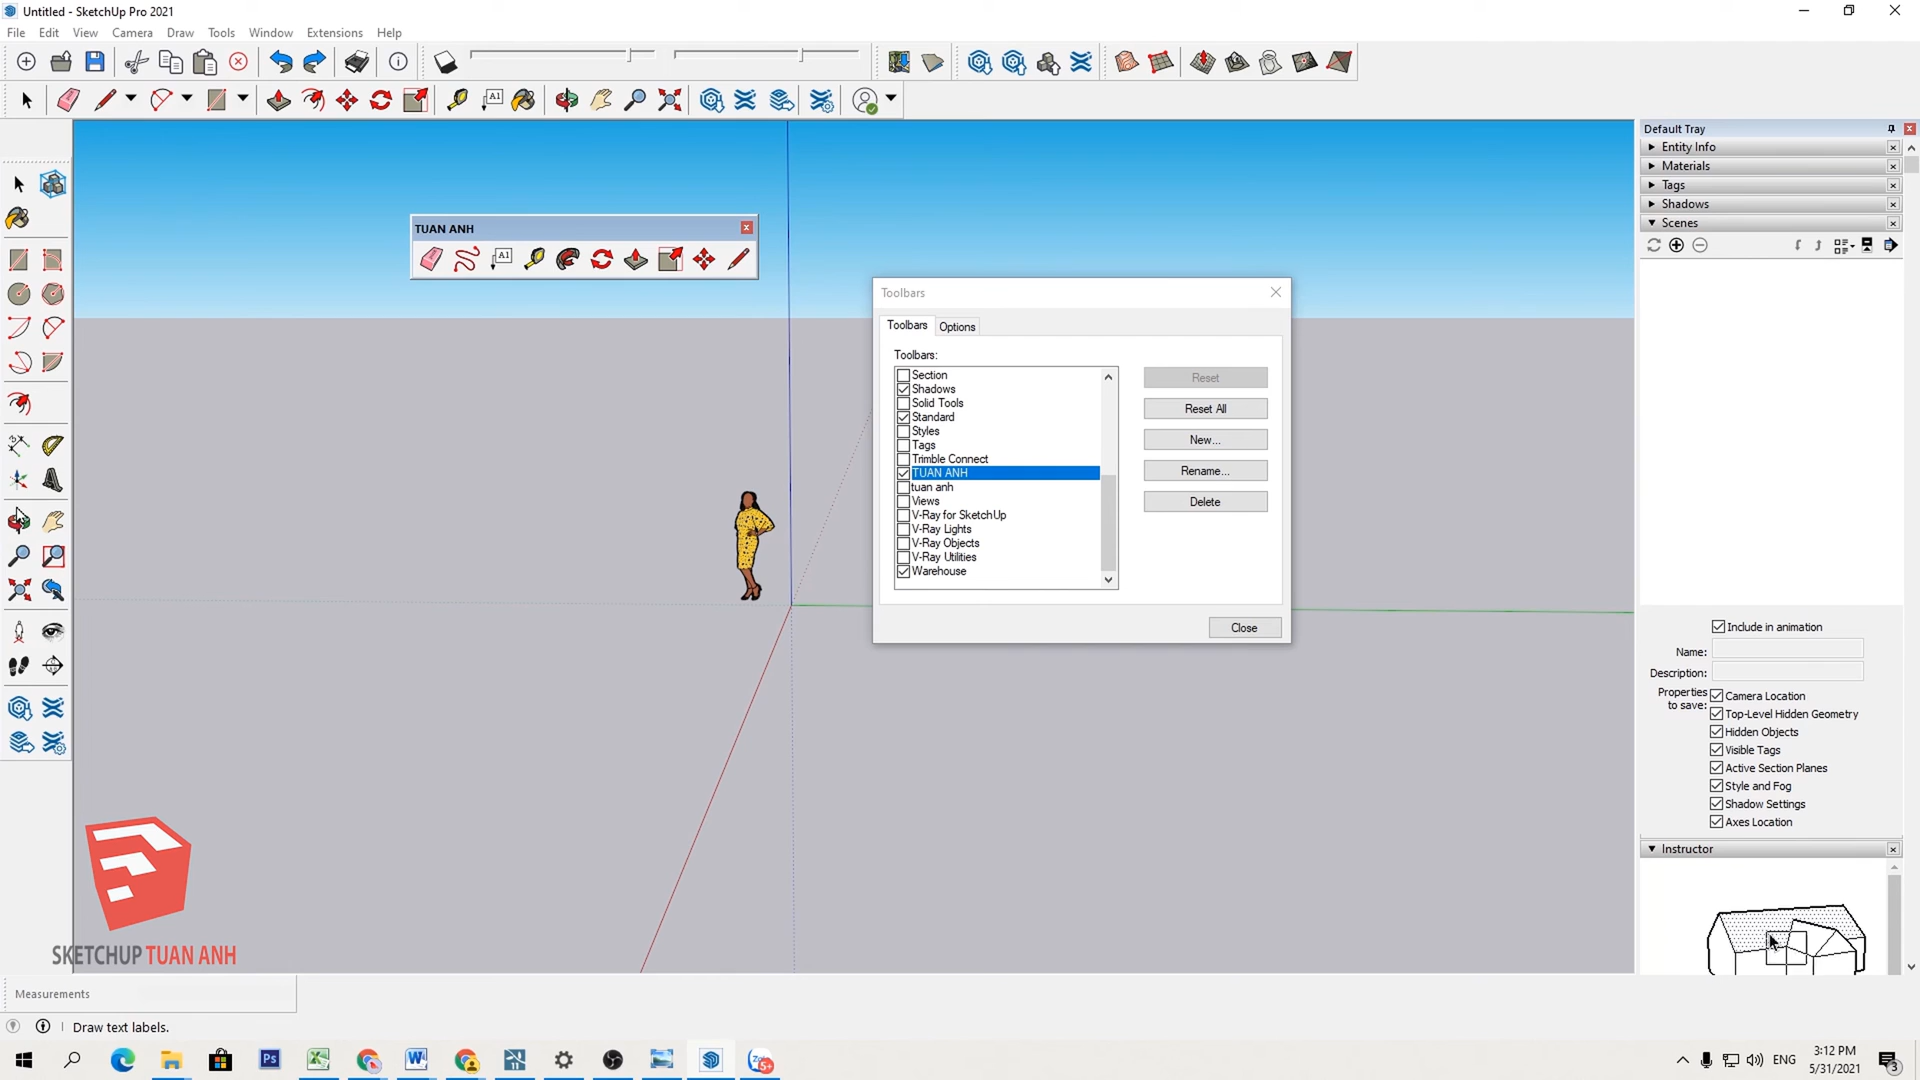 Untitled - SketchUp Pro 2021
File Edit View Camera Draw Tools Window Extensions Help
A1
Default Tray
Entity Info
Materials
Tags
Shadows
Scenes
TUAN ANH
A1
Toolbars
Toolbars Options
Toolbars:
Section
Shadows
Solid Tools
Standard
Styles
Tags
Trimble Connect
TUAN ANH
tuan anh
Views
V-Ray for SketchUp
V-Ray Lights
V-Ray Objects
V-Ray Utilities
Warehouse
Reset
Reset All
New...
Rename...
Delete
Close
Include in animation
Name:
Description:
Properties to save:
Camera Location
Top-Level Hidden Geometry
Hidden Objects
Visible Tags
Active Section Planes
Style and Fog
Shadow Settings
Axes Location
Instructor
SKETCHUP TUAN ANH
Measurements
Draw text labels.
Ps
ENG
3:12 PM
5/31/2021
3